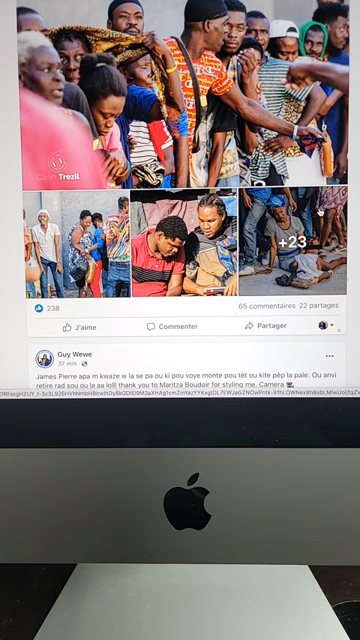 Carlin Trezil
+23
238
65 commentaires 22 partages
J'aime
Commenter
Partager
Guy Wewe
37 min
James Pierre apa m kwaze w la se pa ou ki pou veye monte pou tèt ou kite pèp la pale. Ou anvi
retire rad sou ou la aa lolll thank you to Maritza Boudoir for styling me. Camera